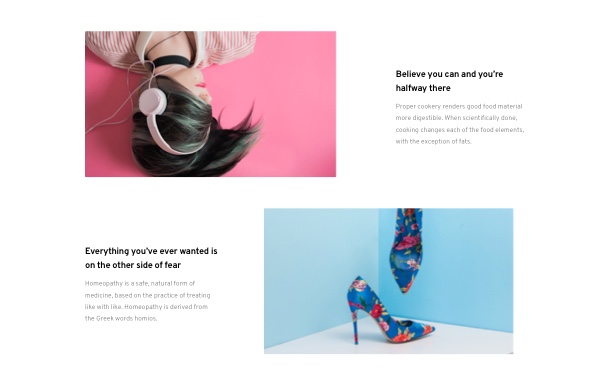 Believe you can and you're
halfway there
Proper cookery renders good food material
more digestible. When scientifically done,
cooking changes each of the food elements,
with the exception of fats.
Everything you've ever wanted is
on the other side of fear
Homeopathy is a safe, natural form of
medicine, based on the practice of treating
like with like. Homeopathy is derived from
the Greek words homios.